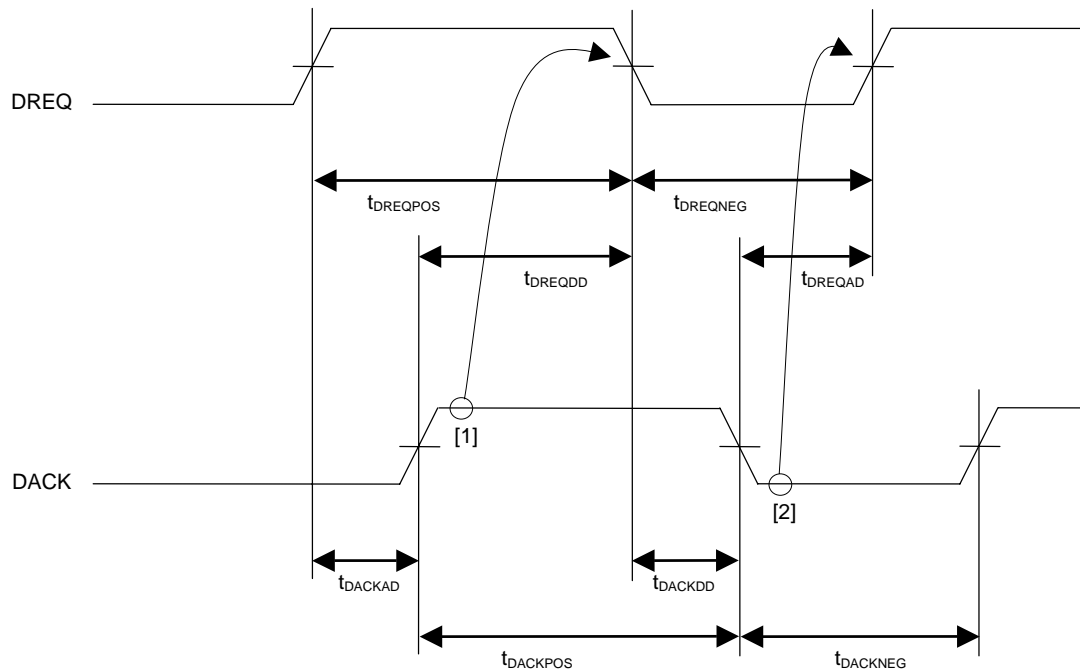 DREQ
tDREQPOS
tDREQNEG
tDREQDD
tDREQAD
[1]
DACK
[2]
tDACKAD
tDACKDD
tDACKPOS
tDACKNEG